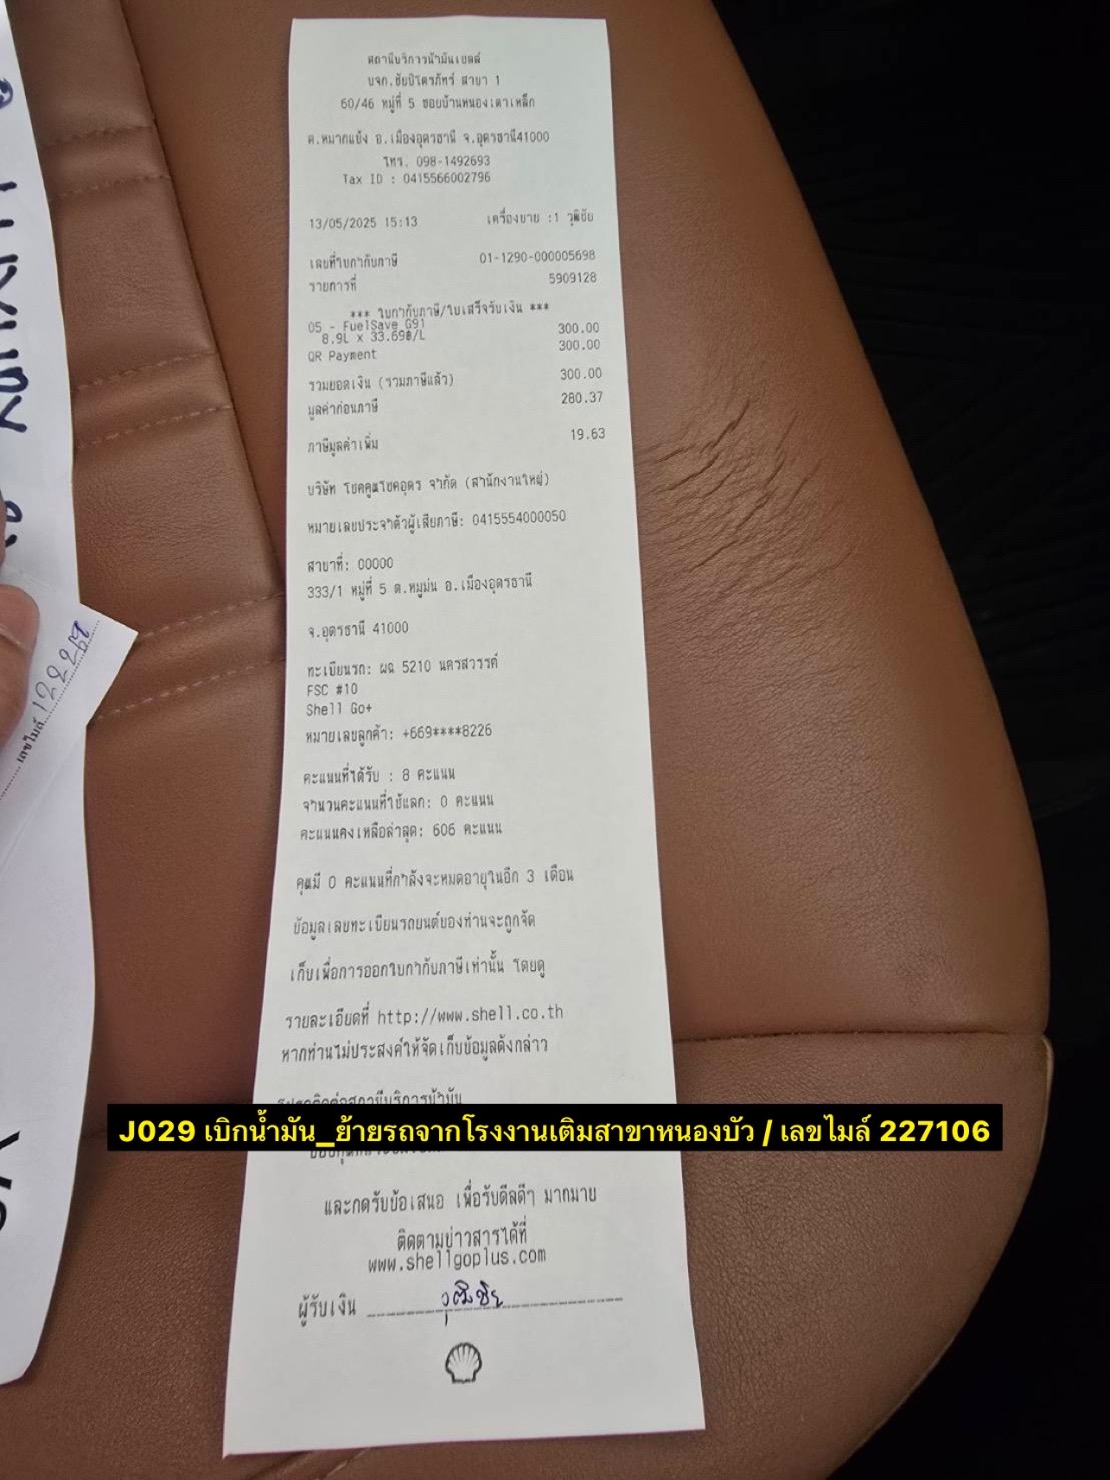 สถานีบริการน้ำมันเชลล์
บจก.ชัยบัวตรภัทร์ สาขา 1
60/46 หมู่ที่ 5 ซอยบ้านหนองเตาเหล็ก
ต.หมากแข้ง อ.เมืองอุดรธานี จ.อุดรธานี41000
โทร. 098-1492693
Tax ID : 0415566002796
13/05/2025 15:13 เครื่องขาย :1 วุฒิชัย
เลขที่ใบกำกับภาษี 01-1290-000005698
รายการที่ 5909128
*** ใบกำกับภาษี/ใบเสร็จรับเงิน ***
05 - FuelSave G91 300.00
8.9L x 33.69฿/L
QR Payment 300.00
รวมยอดเงิน (รวมภาษีแล้ว) 300.00
มูลค่าก่อนภาษี 280.37
ภาษีมูลค่าเพิ่ม 19.63
บริษัท โชคคูณโชคอุดร จำกัด (สำนักงานใหญ่)
หมายเลขประจำตัวผู้เสียภาษี: 0415554000050
สาขาที่: 00000
333/1 หมู่ที่ 5 ต.หมูม่น อ.เมืองอุดรธานี
จ.อุดรธานี 41000
ทะเบียนรถ: ผฉ 5210 นครสวรรค์
FSC #10
Shell Go+
หมายเลขลูกค้า: +669****8226
คะแนนที่ได้รับ : 8 คะแนน
จำนวนคะแนนที่ใช้แลก: 0 คะแนน
คะแนนคงเหลือล่าสุด: 606 คะแนน
คุณมี 0 คะแนนที่กำลังจะหมดอายุในอีก 3 เดือน
ข้อมูลเลขทะเบียนรถยนต์ของท่านจะถูกจัด
เก็บเพื่อการออกใบกำกับภาษีเท่านั้น โดยดู
รายละเอียดที่ http://www.shell.co.th
หากท่านไม่ประสงค์ให้จัดเก็บข้อมูลดังกล่าว
โปรดติดต่อสถานีบริการน้ำมัน
J029 เบิกน้ำมัน_ย้ายรถจากโรงงานเติมสาขาหนองบัว / เลขไมล์ 227106
และกดรับข้อเสนอ เพื่อรับดีลดีๆ มากมาย
ติดตามข่าวสารได้ที่
www.shellgoplus.com
ผู้รับเงิน วุฒิชัย
เลขไมล์